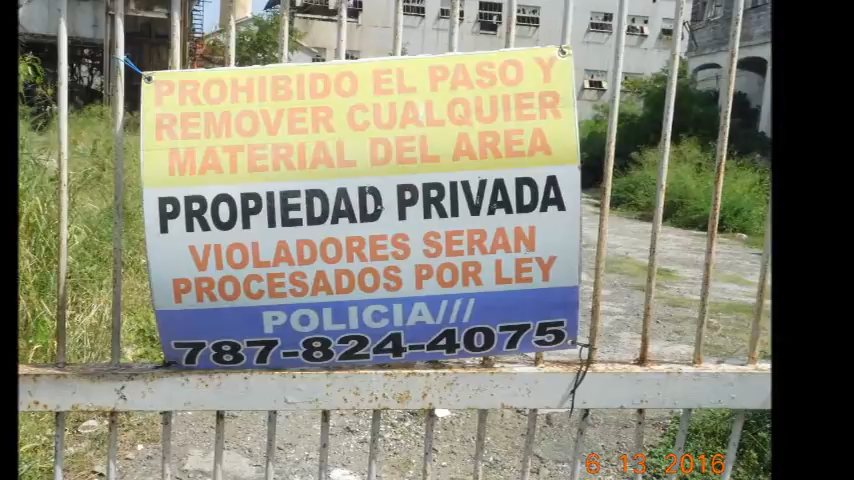 PROHIBIDO EL PASO Y
REMOVER CUALQUIER
MATERIAL DEL AREA
PROPIEDAD PRIVADA
VIOLADORES SERAN
PROCESADOS POR LEY
POLICIA///
787-824-4075
6 13 2016